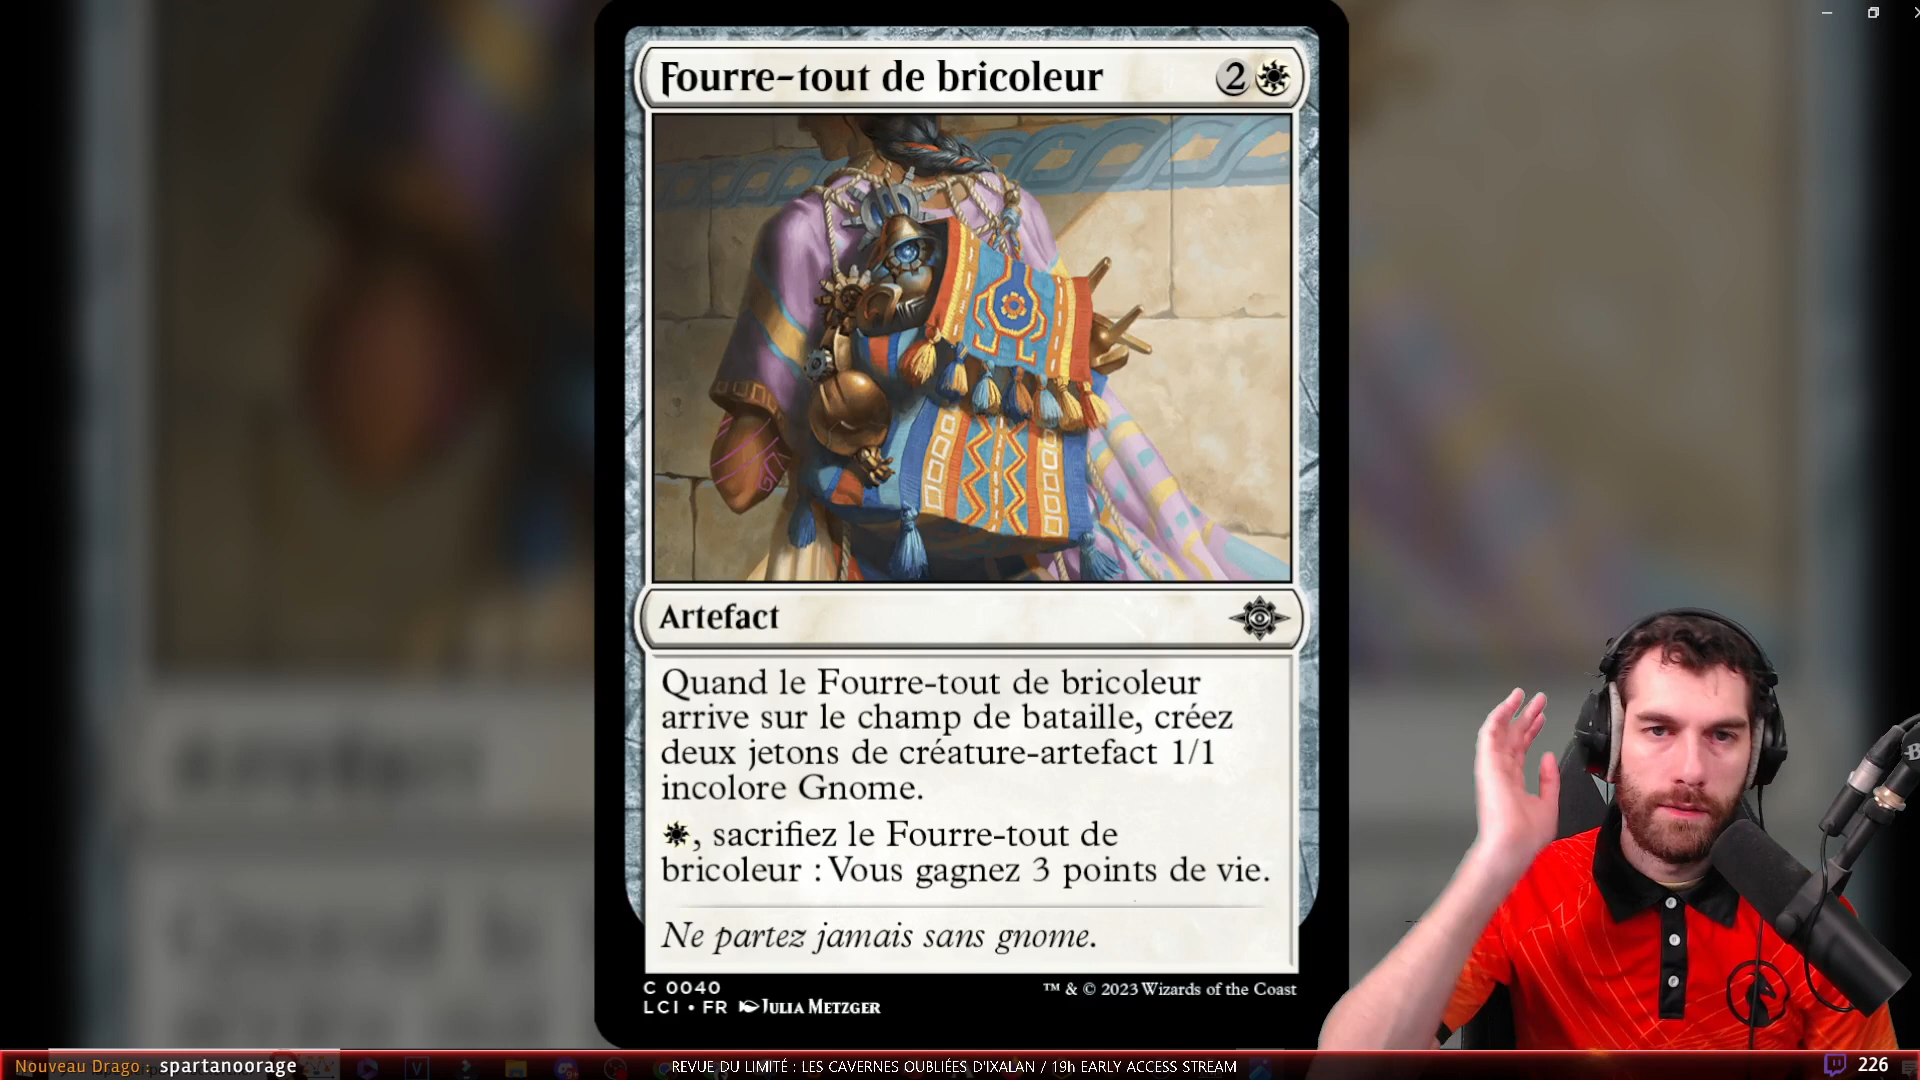 Fourre-tout de bricoleur
2
Artefact
Quand le Fourre-tout de bricoleur
arrive sur le champ de bataille, créez
deux jetons de créature-artefact 1/1
incolore Gnome.
, sacrifiez le Fourre-tout de
bricoleur : Vous gagnez 3 points de vie.
Ne partez jamais sans gnome.
C 0040
LCI • FR Julia Metzger
™ & © 2023 Wizards of the Coast
Nouveau Drago : spartanoorage
REVUE DU LIMITÉ : LES CAVERNES OUBLIÉES D'IXALAN / 19h EARLY ACCESS STREAM
226